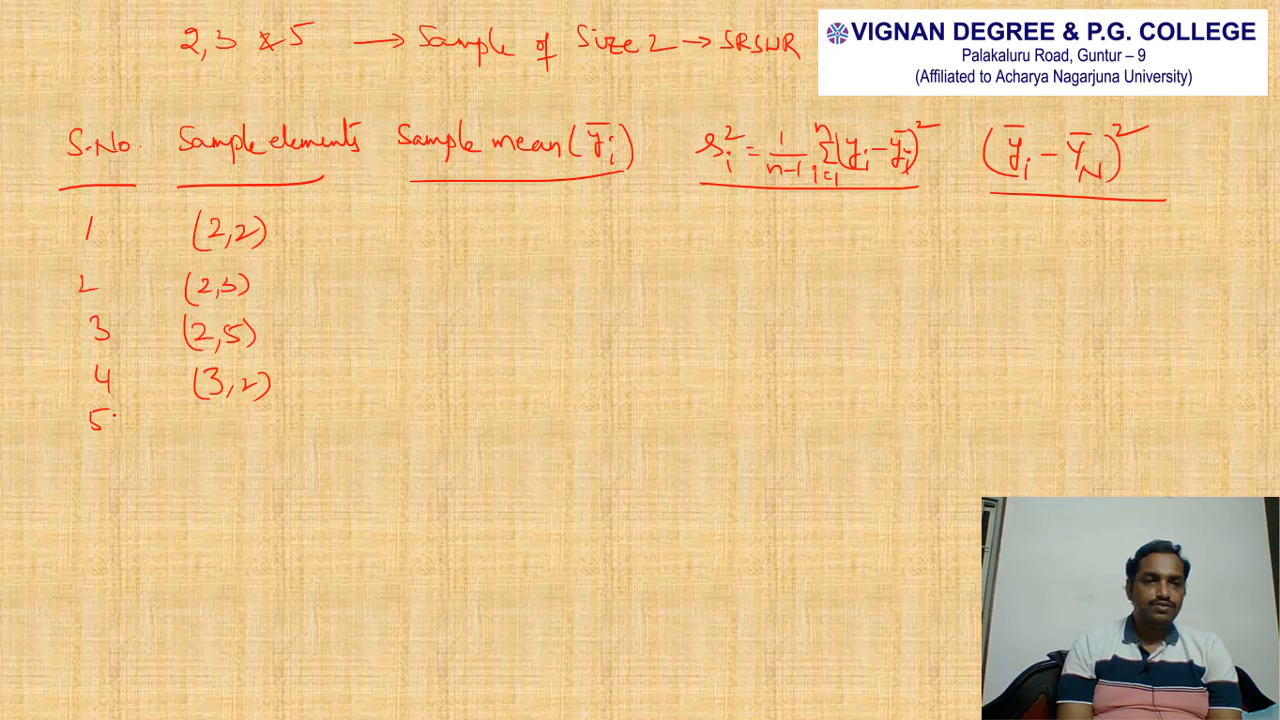 2, 3 & 5 → Sample of Size 2 → SRSWR
VIGNAN DEGREE & P.G. COLLEGE
Palakaluru Road, Guntur – 9
(Affiliated to Acharya Nagarjuna University)
S.No. Sample elements Sample mean (ȳᵢ) sᵢ² = 1/(n-1) Σⁿᵢ₌₁ (yᵢ - ȳᵢ)² (ȳᵢ - ȳ_N)²
1 (2,2)
2 (2,3)
3 (2,5)
4 (3,2)
5